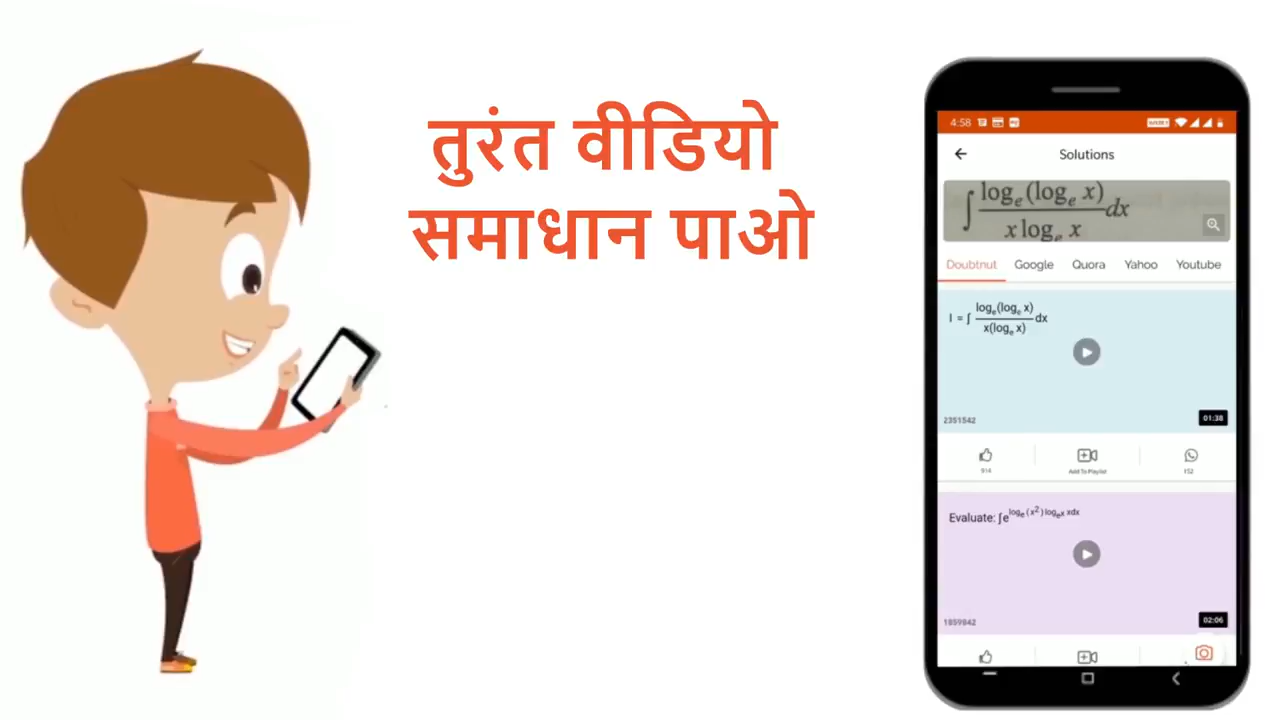 तुरंत वीडियो
समाधान पाओ
4:58
Solutions
∫ logₑ(logₑ x) / x logₑ x dx
Doubtnut Google Quora Yahoo Youtube
I = ∫ logₑ(logₑ x) / x(logₑ x) dx
2351542
01:38
914 Add To Playlist 152
Evaluate: ∫e^logₑ(x²)logₑx xdx
1859842
02:06